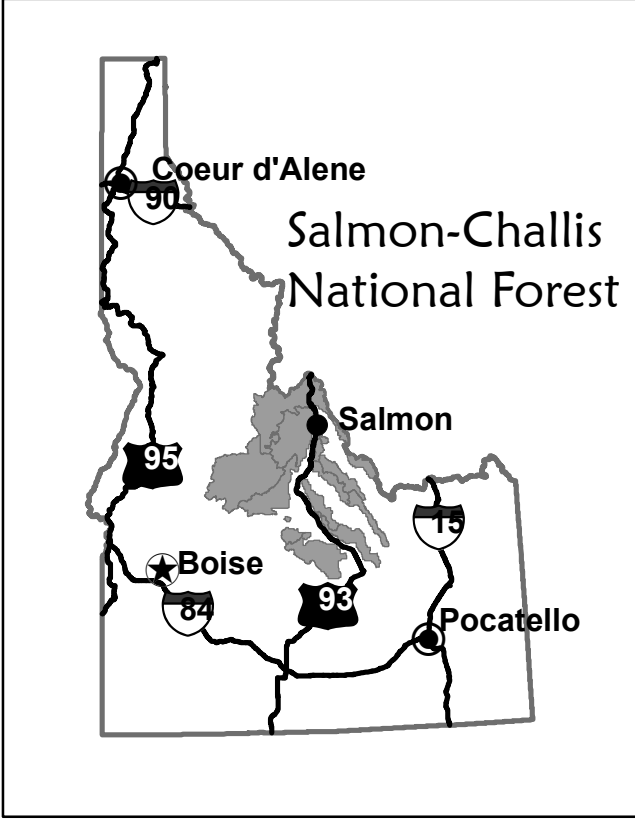 Coeur d'Alene
90
Salmon-Challis
National Forest
Salmon
95
15
Boise
84
93
Pocatello